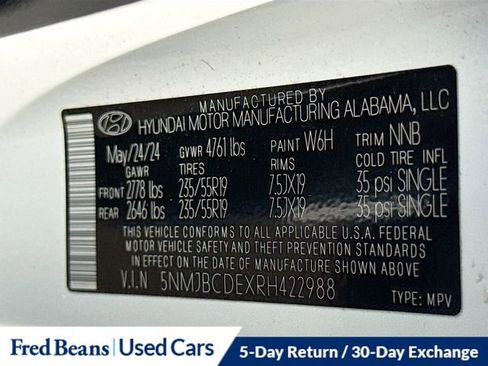 MANUFACTURED BY
HYUNDAI MOTOR MANUFACTURING ALABAMA, LLC
May/24/24 GVWR 4761 lbs PAINT W6H TRIM NNB
GAWR TIRES RIMS COLD TIRE INFL
FRONT 2778 lbs 235/55R19 7.5JX19 35 psi SINGLE
REAR 2646 lbs 235/55R19 7.5JX19 35 psi SINGLE
THIS VEHICLE CONFORMS TO ALL APPLICABLE U.S.A. FEDERAL
MOTOR VEHICLE SAFETY AND THEFT PREVENTION STANDARDS IN
EFFECT ON THE DATE OF MANUFACTURE SHOWN ABOVE.
V.I.N 5NMJBCDEXRH422988 TYPE: MPV
Fred Beans | Used Cars 5-Day Return / 30-Day Exchange